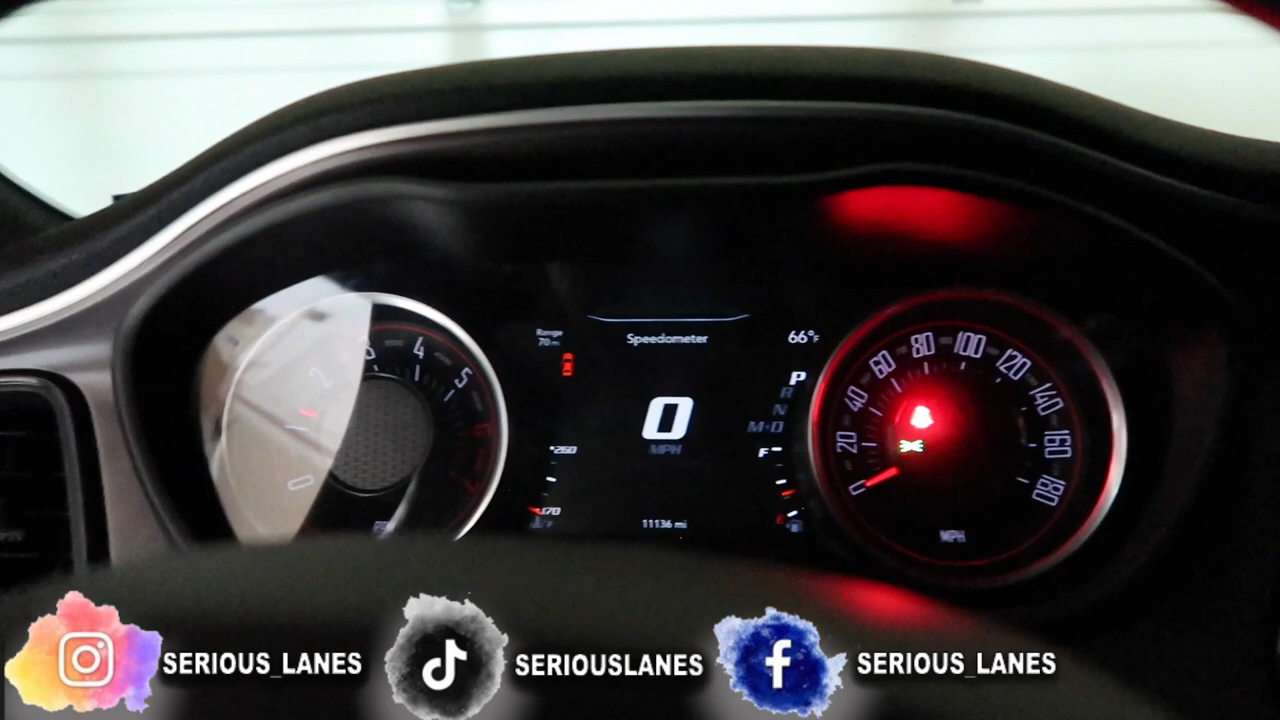 Range
70 mi
Speedometer
66°F
P
R
N
M·D
0
MPH
260
170
F
E
11136 mi
2
3
4
5
0
20
40
60
80
100
120
140
160
180
MPH
SERIOUS_LANES
SERIOUSLANES
SERIOUS_LANES